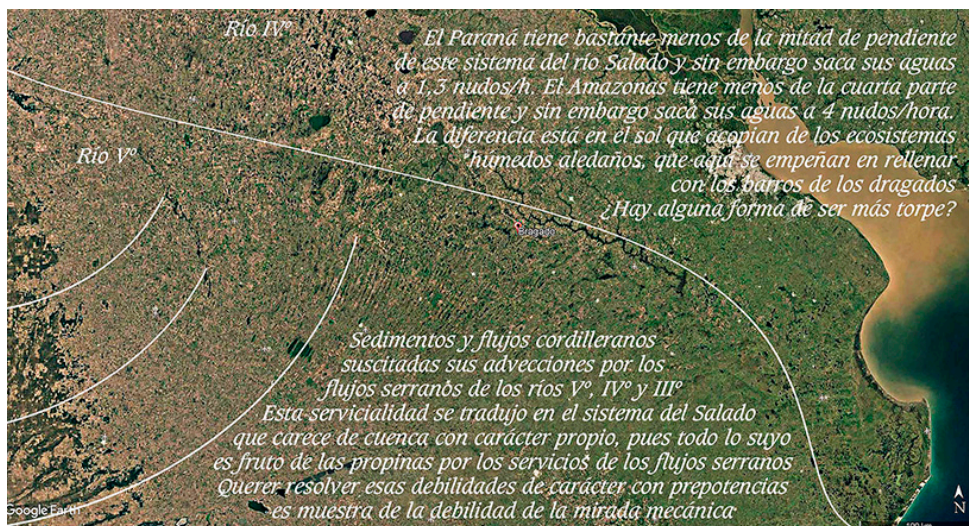 Río IVº
El Paraná tiene bastante menos de la mitad de pendiente
de este sistema del río Salado y sin embargo saca sus aguas
a 1,3 nudos/h. El Amazonas tiene menos de la cuarta parte
de pendiente y sin embargo saca sus aguas a 4 nudos/hora.
La diferencia está en el sol que acopian de los ecosistemas
húmedos aledaños, que aquí se empeñan en rellenar
con los barros de los dragados
¿Hay alguna forma de ser más torpe?
Río Vº
Bragado
Sedimentos y flujos cordilleranos
suscitadas sus advecciones por los
flujos serranos de los ríos Vº, IVº y IIIº
Esta servicialidad se tradujo en el sistema del Salado
que carece de cuenca con carácter propio, pues todo lo suyo
es fruto de las propinas por los servicios de los flujos serranos
Querer resolver esas debilidades de carácter con prepotencias
es muestra de la debilidad de la mirada mecánica
Google Earth
100 km
N